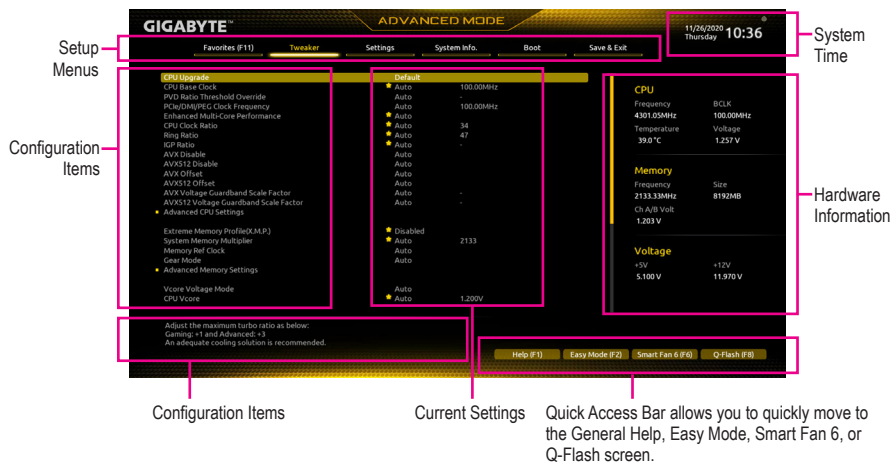 GIGABYTE™
ADVANCED MODE
11/26/2020 Thursday 10:36
System Time
Setup Menus
Favorites (F11) Tweaker Settings System Info. Boot Save & Exit
Configuration Items
CPU Upgrade Default
CPU Base Clock Auto 100.00MHz
PVD Ratio Threshold Override Auto -
PCIe/DMI/PEG Clock Frequency Auto 100.00MHz
Enhanced Multi-Core Performance Auto
CPU Clock Ratio Auto 34
Ring Ratio Auto 47
IGP Ratio Auto -
AVX Disable Auto
AVX512 Disable Auto
AVX Offset Auto
AVX512 Offset Auto
AVX Voltage Guardband Scale Factor Auto -
AVX512 Voltage Guardband Scale Factor Auto -
Advanced CPU Settings
Extreme Memory Profile(X.M.P.) Disabled
System Memory Multiplier Auto 2133
Memory Ref Clock Auto
Gear Mode Auto
Advanced Memory Settings
Vcore Voltage Mode Auto
CPU Vcore Auto 1.200V
CPU
Frequency BCLK
4301.05MHz 100.00MHz
Temperature Voltage
39.0 °C 1.257 V
Memory
Frequency Size
2133.33MHz 8192MB
Ch A/B Volt
1.203 V
Voltage
+5V +12V
5.100 V 11.970 V
Hardware Information
Adjust the maximum turbo ratio as below:
Gaming: +1 and Advanced: +3
An adequate cooling solution is recommended.
Help (F1) Easy Mode (F2) Smart Fan 6 (F6) Q-Flash (F8)
Configuration Items
Current Settings
Quick Access Bar allows you to quickly move to
the General Help, Easy Mode, Smart Fan 6, or
Q-Flash screen.